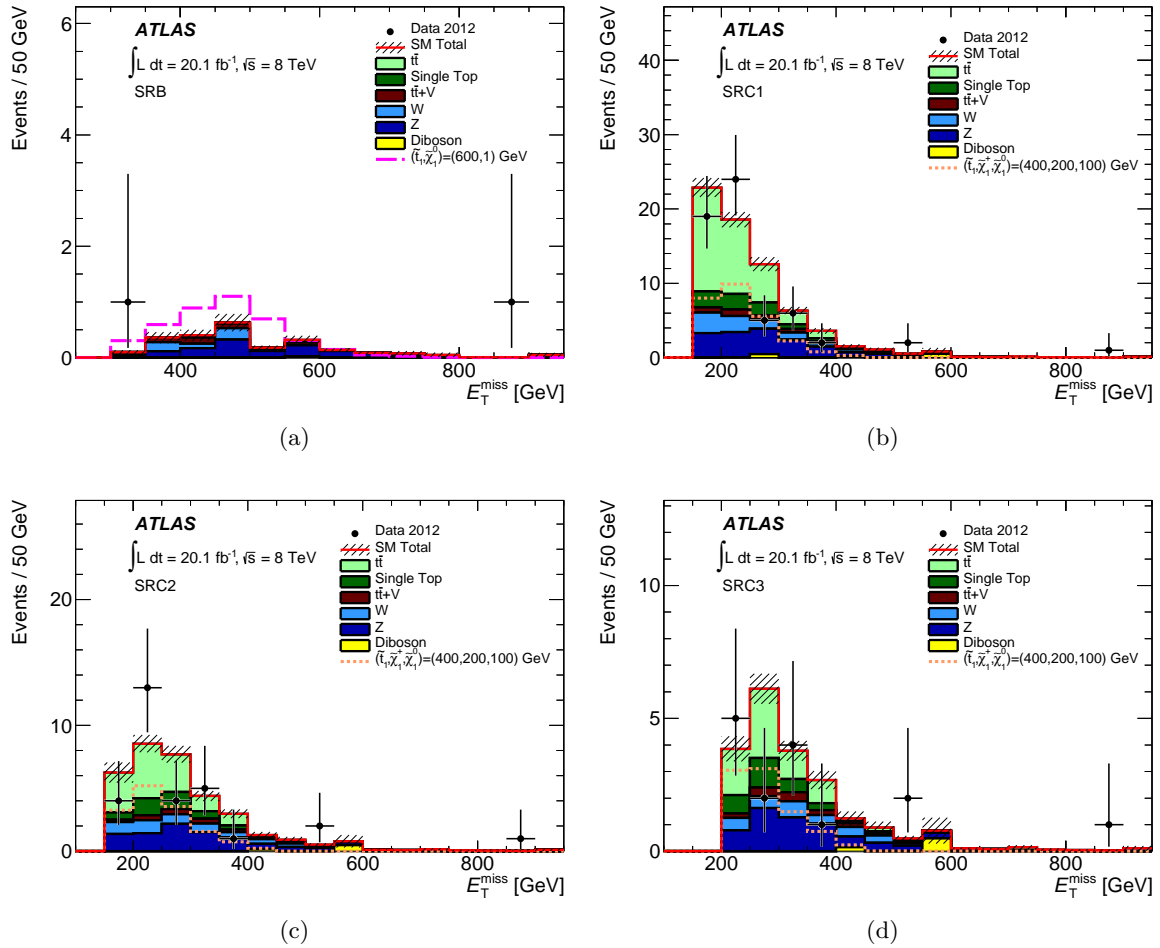 Events / 50 GeV
6
4
2
0
ATLAS
∫L dt = 20.1 fb⁻¹, √s = 8 TeV
SRB
Data 2012
SM Total
tt̄
Single Top
tt̄+V
W
Z
Diboson
(t̃₁,χ̃₁⁰)=(600,1) GeV
400 600 800
E_T^miss [GeV]
(a)
Events / 50 GeV
40
30
20
10
0
ATLAS
∫L dt = 20.1 fb⁻¹, √s = 8 TeV
SRC1
Data 2012
SM Total
tt̄
Single Top
tt̄+V
W
Z
Diboson
(t̃₁,χ̃₁⁺,χ̃₁⁰)=(400,200,100) GeV
200 400 600 800
E_T^miss [GeV]
(b)
Events / 50 GeV
20
10
0
ATLAS
∫L dt = 20.1 fb⁻¹, √s = 8 TeV
SRC2
Data 2012
SM Total
tt̄
Single Top
tt̄+V
W
Z
Diboson
(t̃₁,χ̃₁⁺,χ̃₁⁰)=(400,200,100) GeV
200 400 600 800
E_T^miss [GeV]
(c)
Events / 50 GeV
10
5
0
ATLAS
∫L dt = 20.1 fb⁻¹, √s = 8 TeV
SRC3
Data 2012
SM Total
tt̄
Single Top
tt̄+V
W
Z
Diboson
(t̃₁,χ̃₁⁺,χ̃₁⁰)=(400,200,100) GeV
200 400 600 800
E_T^miss [GeV]
(d)